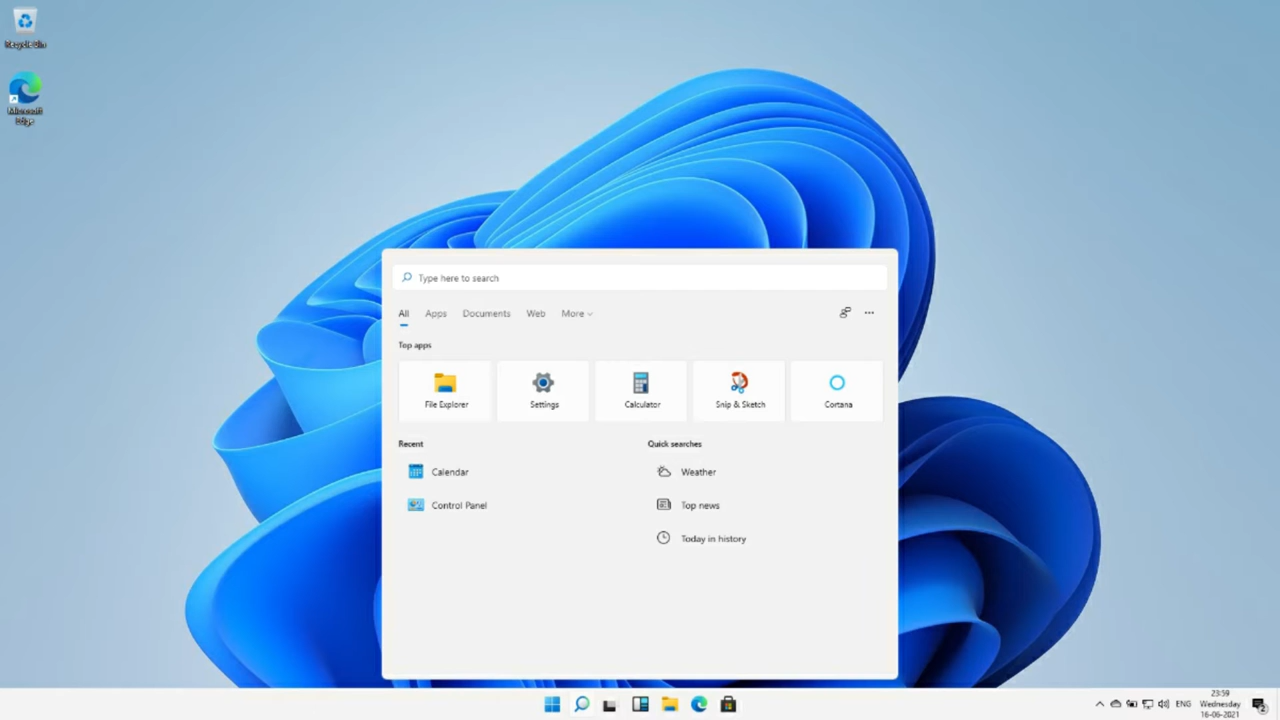 Recycle Bin
Microsoft
Edge
Type here to search
All Apps Documents Web More
Top apps
File Explorer Settings Calculator Snip & Sketch Cortana
Recent Quick searches
Calendar Weather
Control Panel Top news
Today in history
23:59
ENG Wednesday 2
16-06-2021